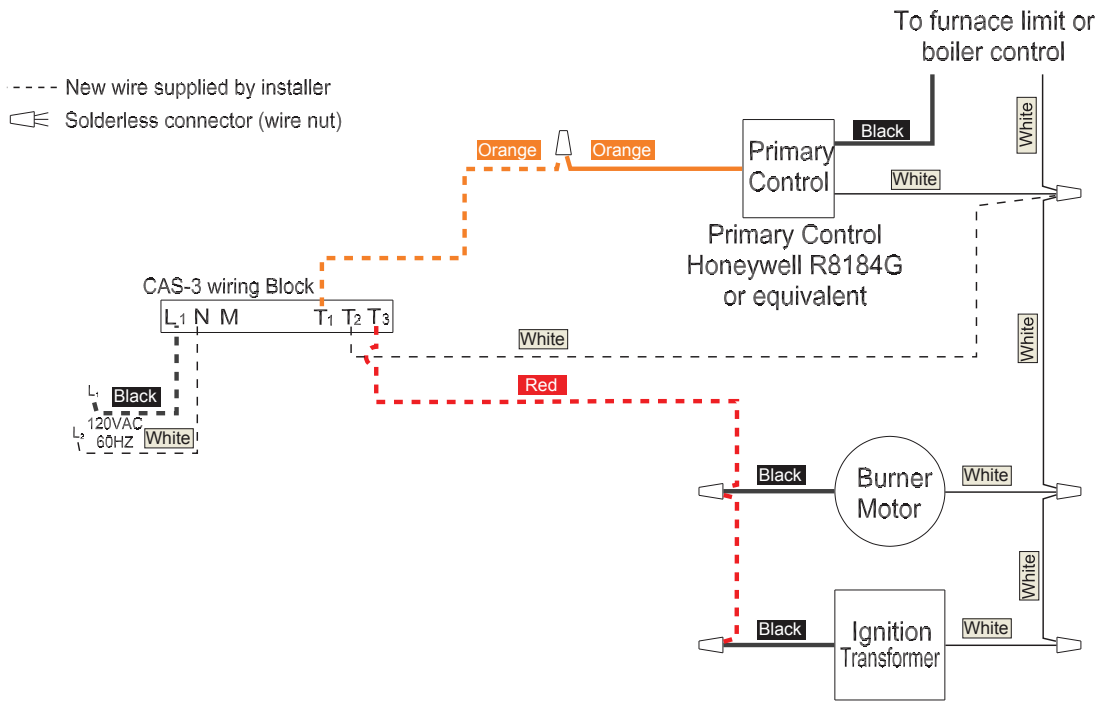 To furnace limit or
boiler control
New wire supplied by installer
Solderless connector (wire nut)
Black
White
Orange
Orange
Primary
Control
White
Primary Control
Honeywell R8184G
or equivalent
CAS-3 wiring Block
L1 N M T1 T2 T3
White
White
Red
L1
Black
120VAC
60HZ
L2
White
Black
Burner
Motor
White
White
Black
Ignition
Transformer
White